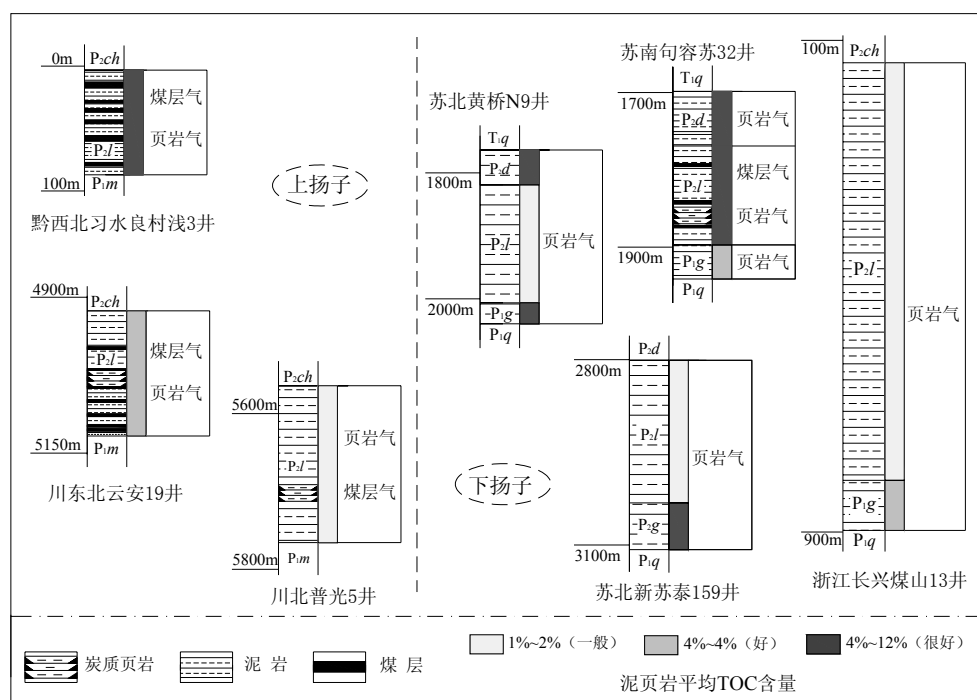 0m
P₂ch
煤层气
页岩气
P₂l
100m
P₁m
黔西北习水良村浅3井
上扬子
4900m
P₂ch
煤层气
P₂l
页岩气
5150m
P₁m
川东北云安19井
P₂ch
5600m
页岩气
P₂l
煤层气
5800m
P₁m
川北普光5井
苏北黄桥N9井
T₁q
P₂d
1800m
P₂l
页岩气
2000m
P₁g
P₁q
苏南句容苏32井
T₁q
1700m
P₂d
页岩气
煤层气
P₂l
页岩气
1900m
P₁g
页岩气
P₁q
下扬子
P₂d
2800m
P₂l
页岩气
P₂g
3100m
P₁q
苏北新苏泰159井
100m
P₂ch
P₂l
页岩气
P₁g
900m
P₁q
浙江长兴煤山13井
炭质页岩
泥 岩
煤 层
1%~2%（一般）
4%~4%（好）
4%~12%（很好）
泥页岩平均TOC含量